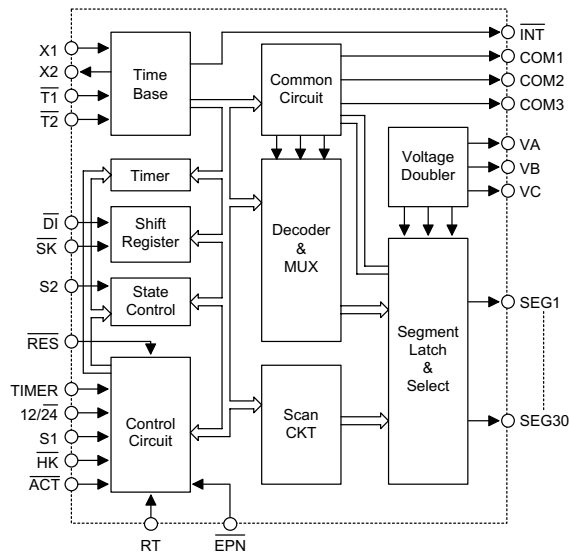 X1
X2
T1
T2
DI
SK
S2
RES
TIMER
12/24
S1
HK
ACT
RT
EPN
Time
Base
Timer
Shift
Register
State
Control
Control
Circuit
Common
Circuit
Decoder
&
MUX
Scan
CKT
Voltage
Doubler
Segment
Latch
&
Select
INT
COM1
COM2
COM3
VA
VB
VC
SEG1
SEG30